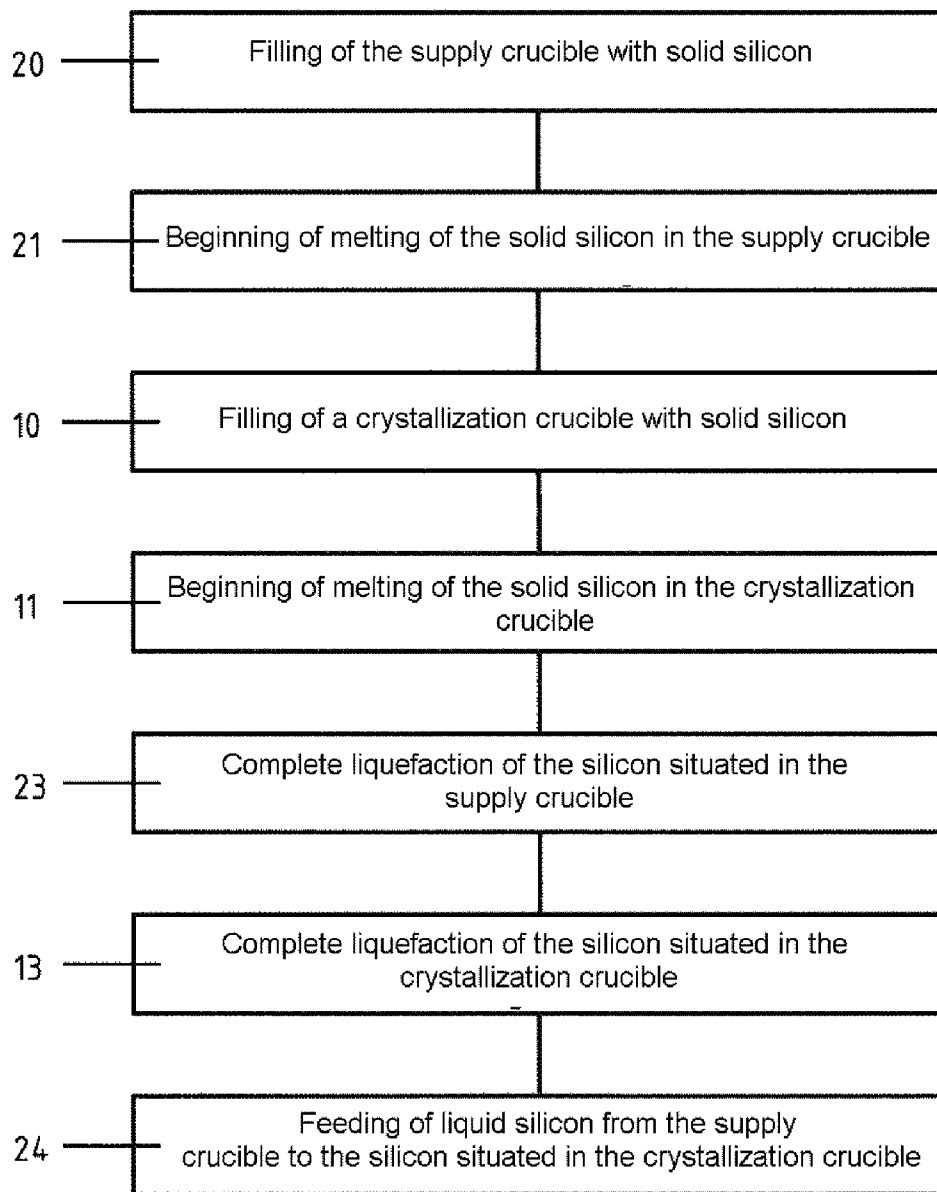 20
Filling of the supply crucible with solid silicon
21
Beginning of melting of the solid silicon in the supply crucible
10
Filling of a crystallization crucible with solid silicon
11
Beginning of melting of the solid silicon in the crystallization
crucible
23
Complete liquefaction of the silicon situated in the
supply crucible
13
Complete liquefaction of the silicon situated in the
crystallization crucible
24
Feeding of liquid silicon from the supply
crucible to the silicon situated in the crystallization crucible